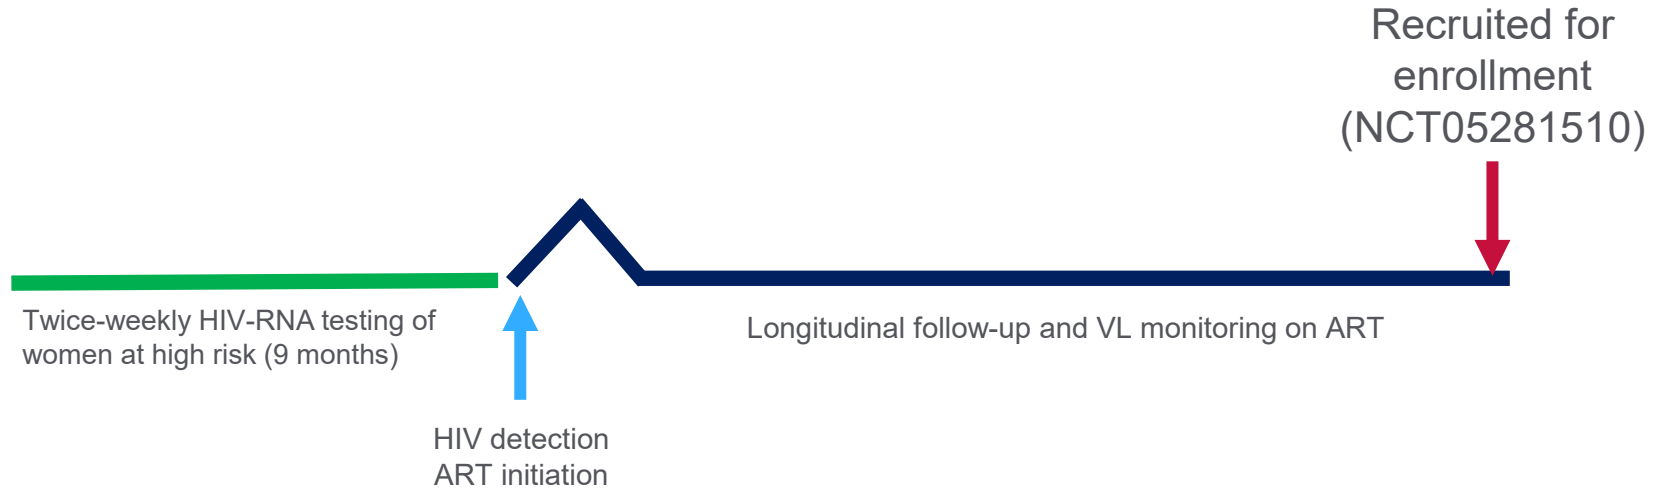 Recruited for
enrollment
(NCT05281510)
Twice-weekly HIV-RNA testing of
women at high risk (9 months)
Longitudinal follow-up and VL monitoring on ART
HIV detection
ART initiation